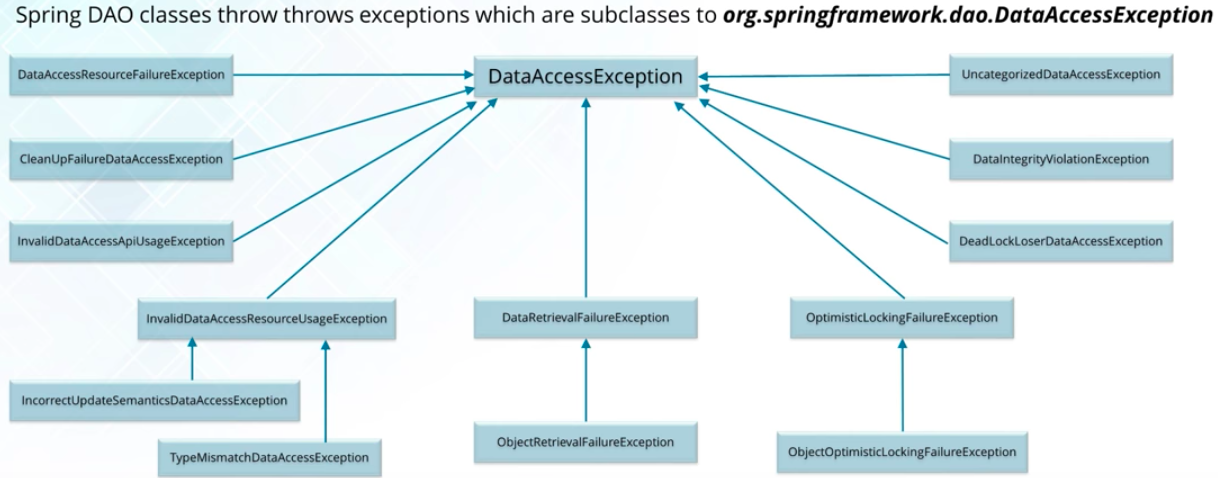 Spring DAO classes throw throws exceptions which are subclasses to org.springframework.dao.DataAccessException
DataAccessResourceFailureException
DataAccessException
UncategorizedDataAccessException
CleanUpFailureDataAccessException
DataIntegrityViolationException
InvalidDataAccessApiUsageException
DeadLockLoserDataAccessException
InvalidDataAccessResourceUsageException
DataRetrievalFailureException
OptimisticLockingFailureException
IncorrectUpdateSemanticsDataAccessException
TypeMismatchDataAccessException
ObjectRetrievalFailureException
ObjectOptimisticLockingFailureException